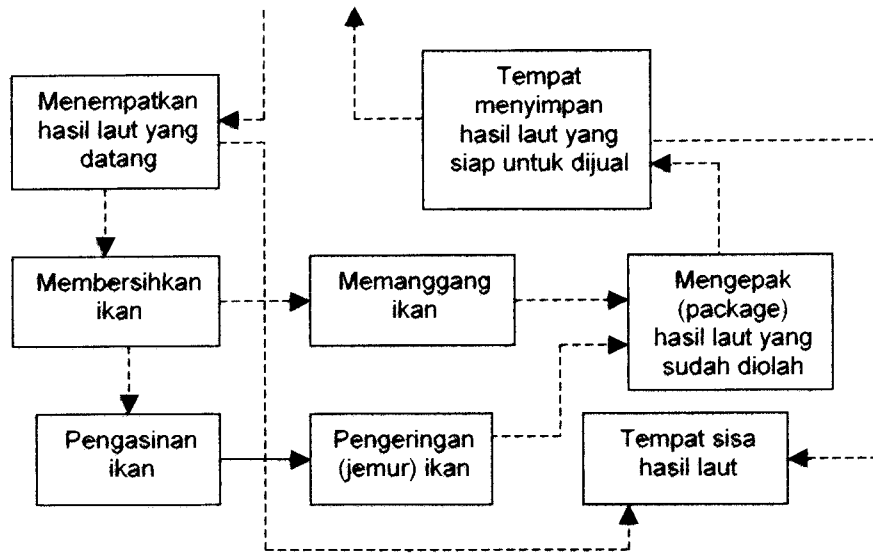 Menempatkan
hasil laut yang
datang
Tempat
menyimpan
hasil laut yang
siap untuk dijual
Membersihkan
ikan
Memanggang
ikan
Mengepak
(package)
hasil laut yang
sudah diolah
Pengasinan
ikan
Pengeringan
(jemur) ikan
Tempat sisa
hasil laut